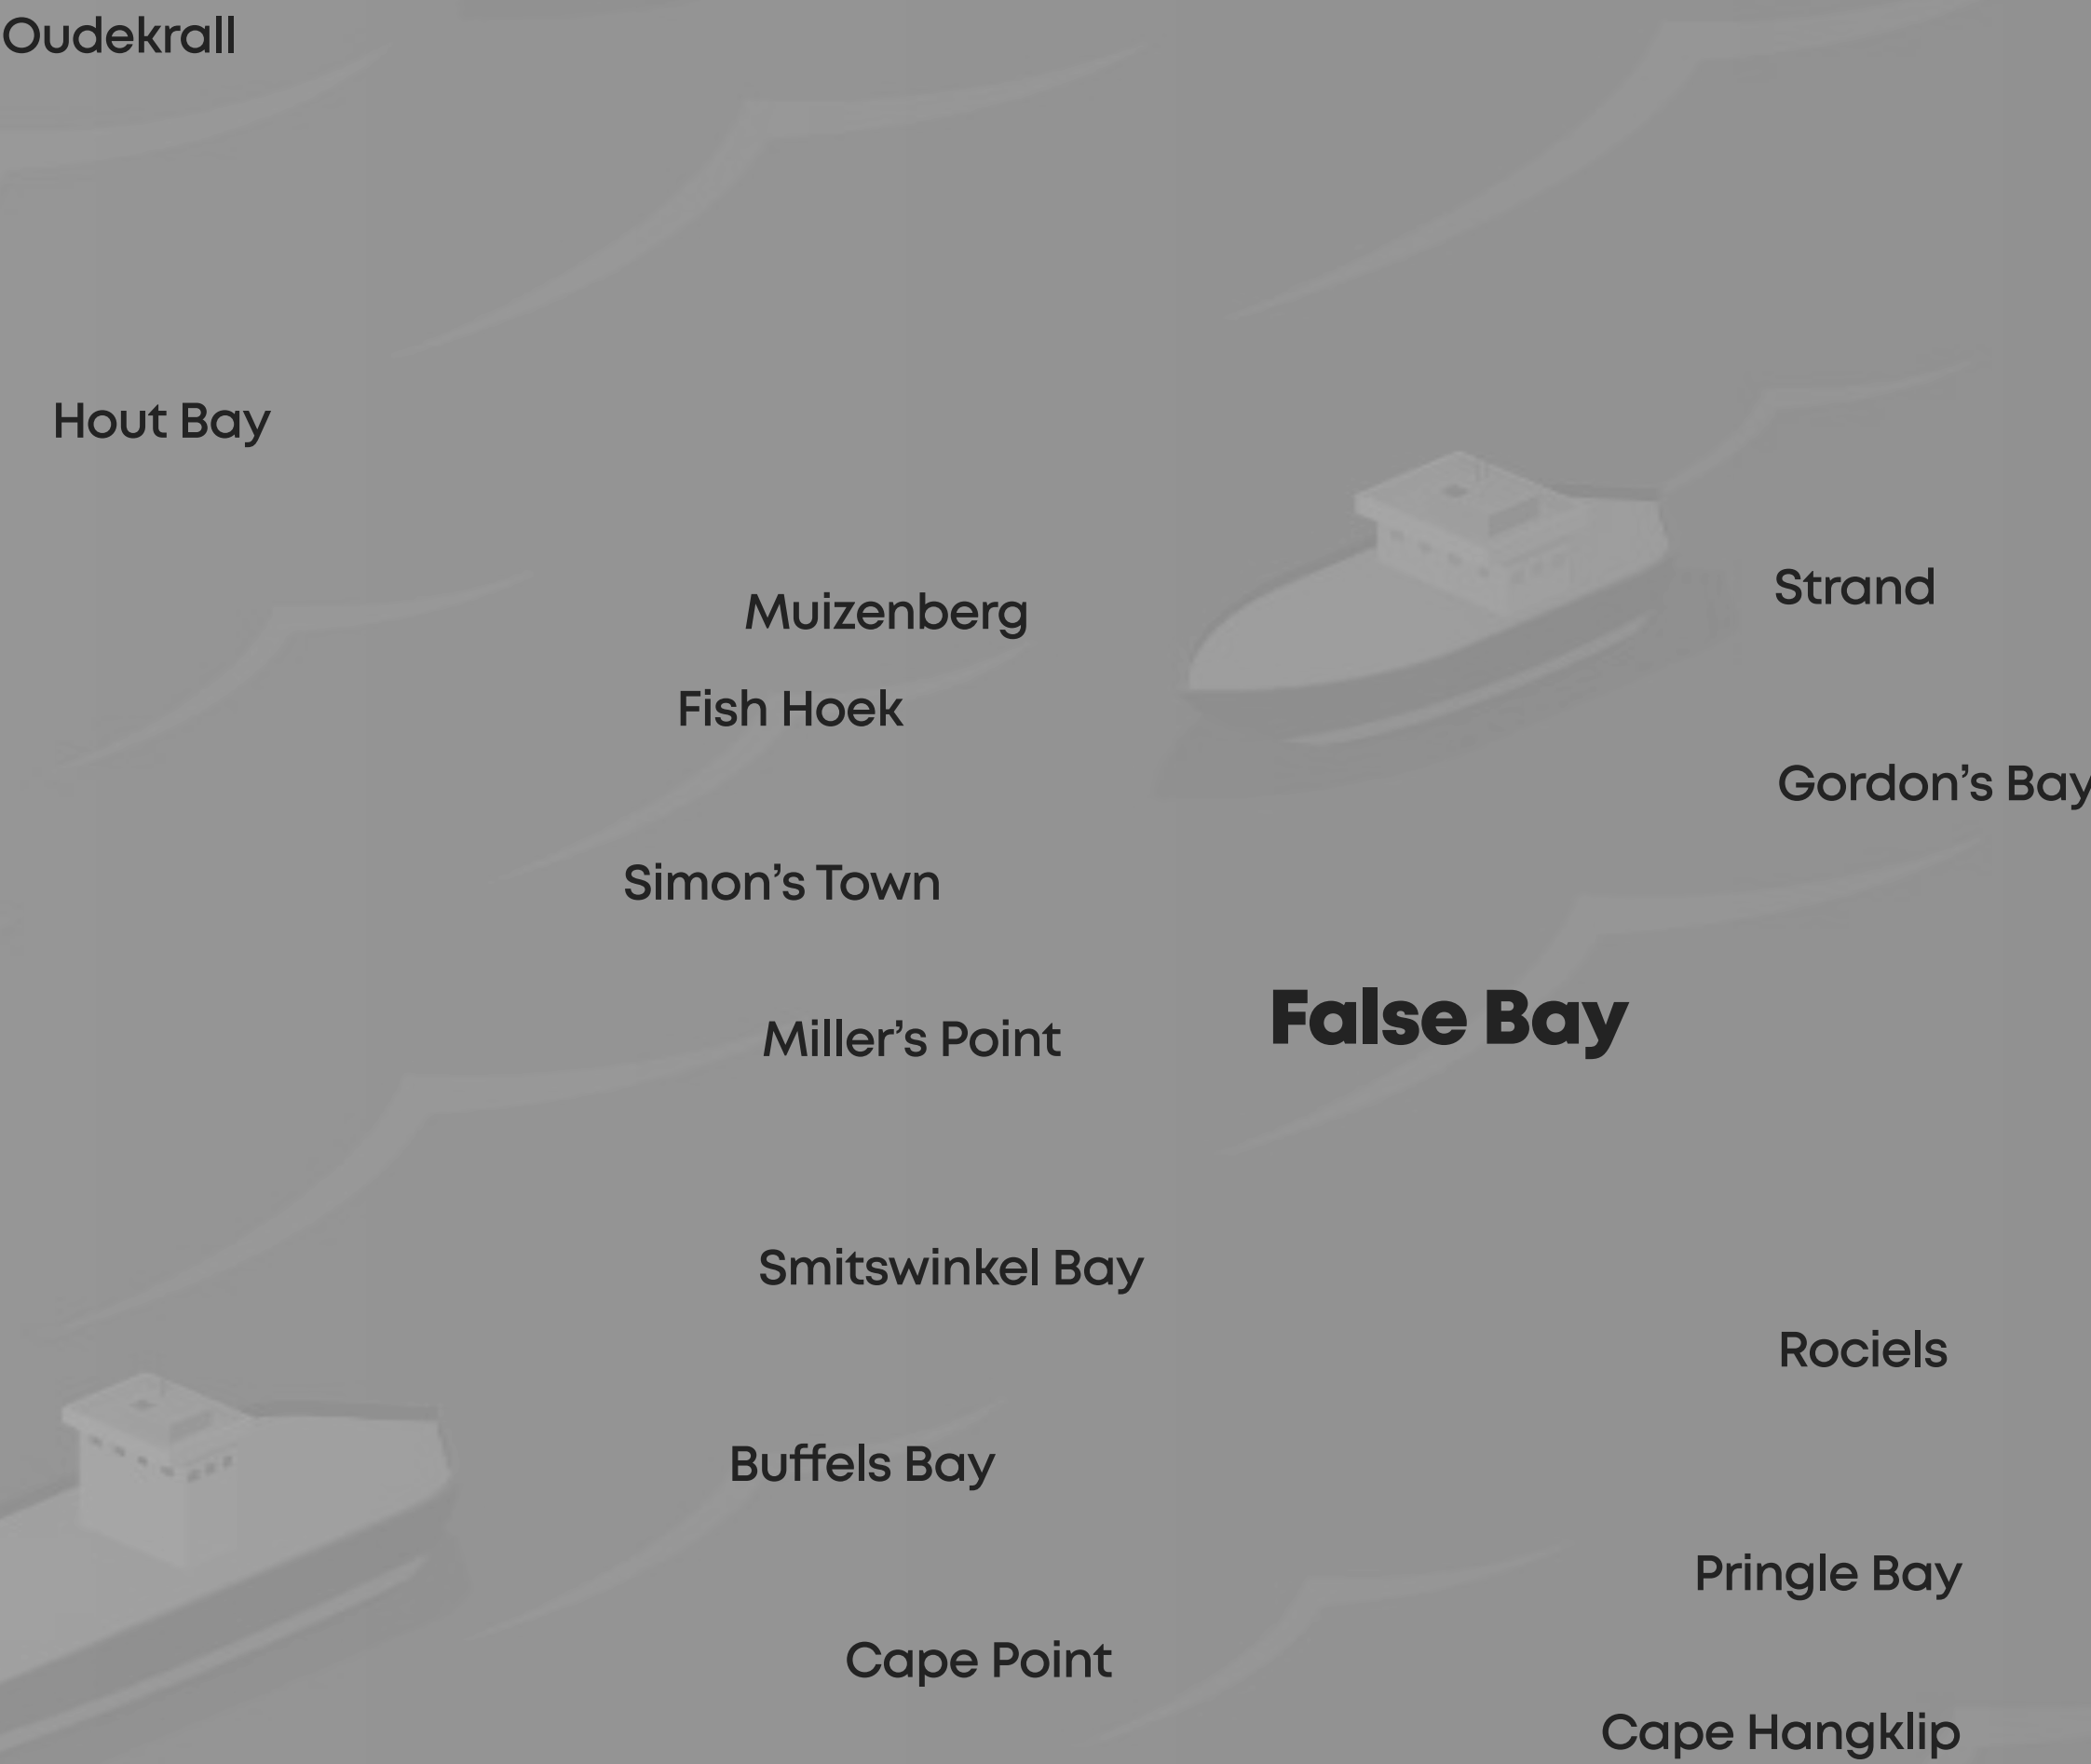 Oudekrall
Hout Bay
Muizenberg
Strand
Fish Hoek
Gordon’s Bay
Simon’s Town
False Bay
Miller’s Point
Smitswinkel Bay
Rociels
Buffels Bay
Pringle Bay
Cape Point
Cape Hangklip